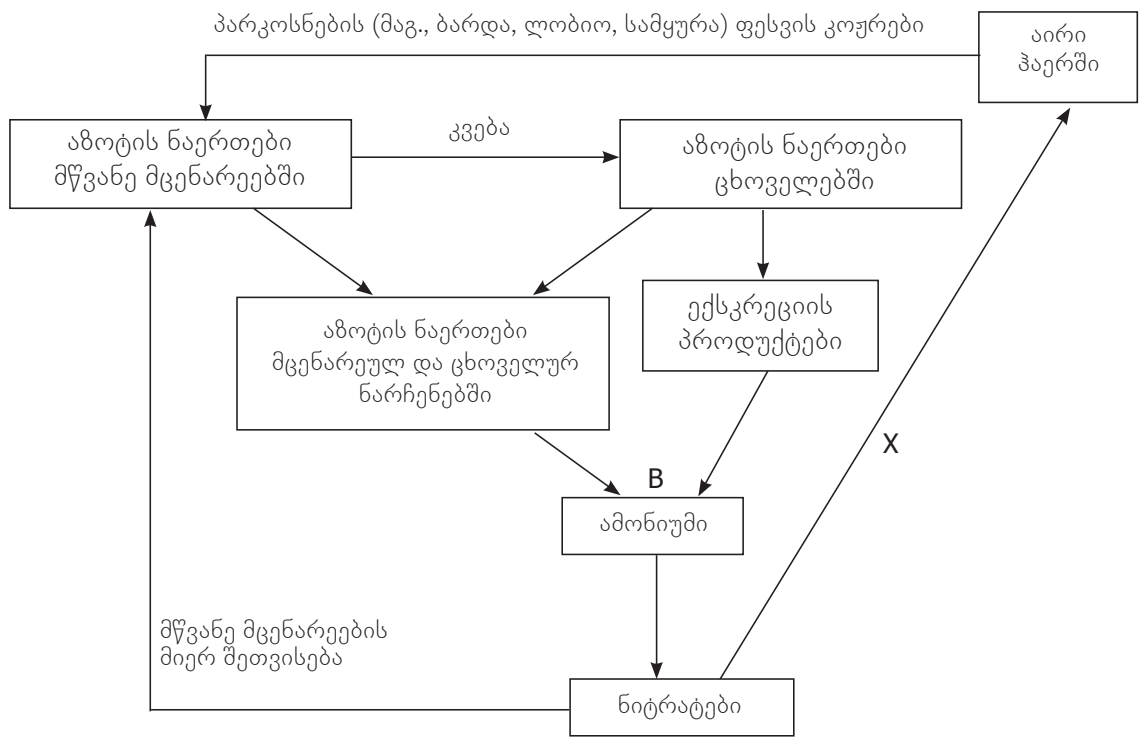 პარკოსნების (მაგ., ბარდა, ლობიო, სამყურა) ფესვის კოჟრები
აირი
ჰაერში
აზოტის ნაერთები
მწვანე მცენარეებში
კვება
აზოტის ნაერთები
ცხოველებში
აზოტის ნაერთები
მცენარეულ და ცხოველურ
ნარჩენებში
ექსკრეციის
პროდუქტები
X
B
ამონიუმი
მწვანე მცენარეების
მიერ შეთვისება
ნიტრატები